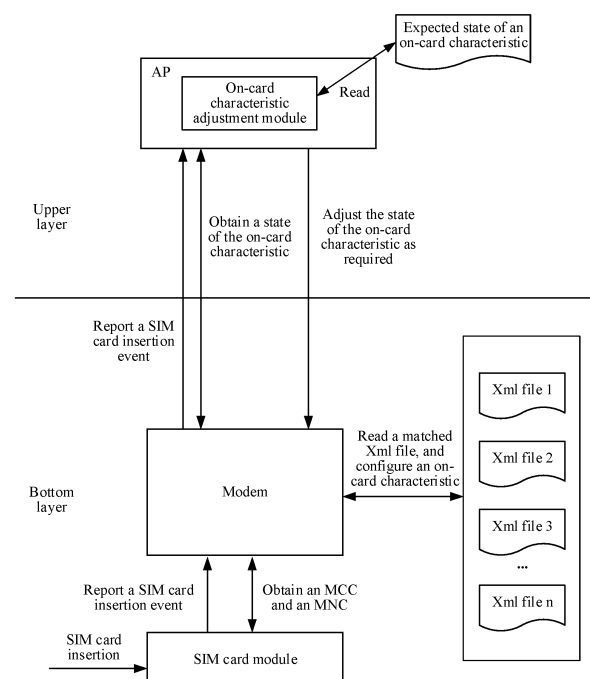 Expected state of an
on-card characteristic
AP
On-card
characteristic
adjustment module
Read
Upper
layer
Obtain a state
of the on-card
characteristic
Adjust the state
of the on-card
characteristic as
required
Report a SIM
card insertion
event
Xml file 1
Read a matched
Xml file, and
configure an on-
card characteristic
Modem
Bottom
layer
Xml file 2
Xml file 3
...
Xml file n
Report a SIM card
insertion event
Obtain an MCC
and an MNC
SIM card
insertion
SIM card module